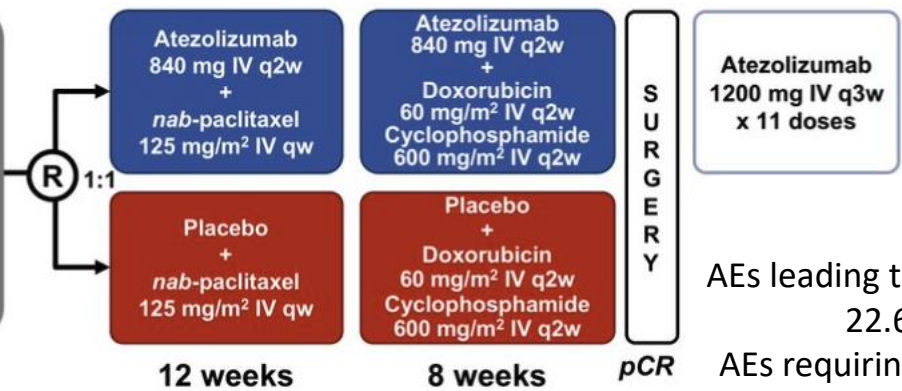 Atezolizumab
840 mg IV q2w
+
nab-paclitaxel
125 mg/m² IV qw
Atezolizumab
840 mg IV q2w
+
Doxorubicin
60 mg/m² IV q2w
Cyclophosphamide
600 mg/m² IV q2w
SURGERY
Atezolizumab
1200 mg IV q3w
x 11 doses
R 1:1
Placebo
+
nab-paclitaxel
125 mg/m² IV qw
Placebo
+
Doxorubicin
60 mg/m² IV q2w
Cyclophosphamide
600 mg/m² IV q2w
AEs leading t
22.6
AEs requirin
12 weeks
8 weeks
pCR